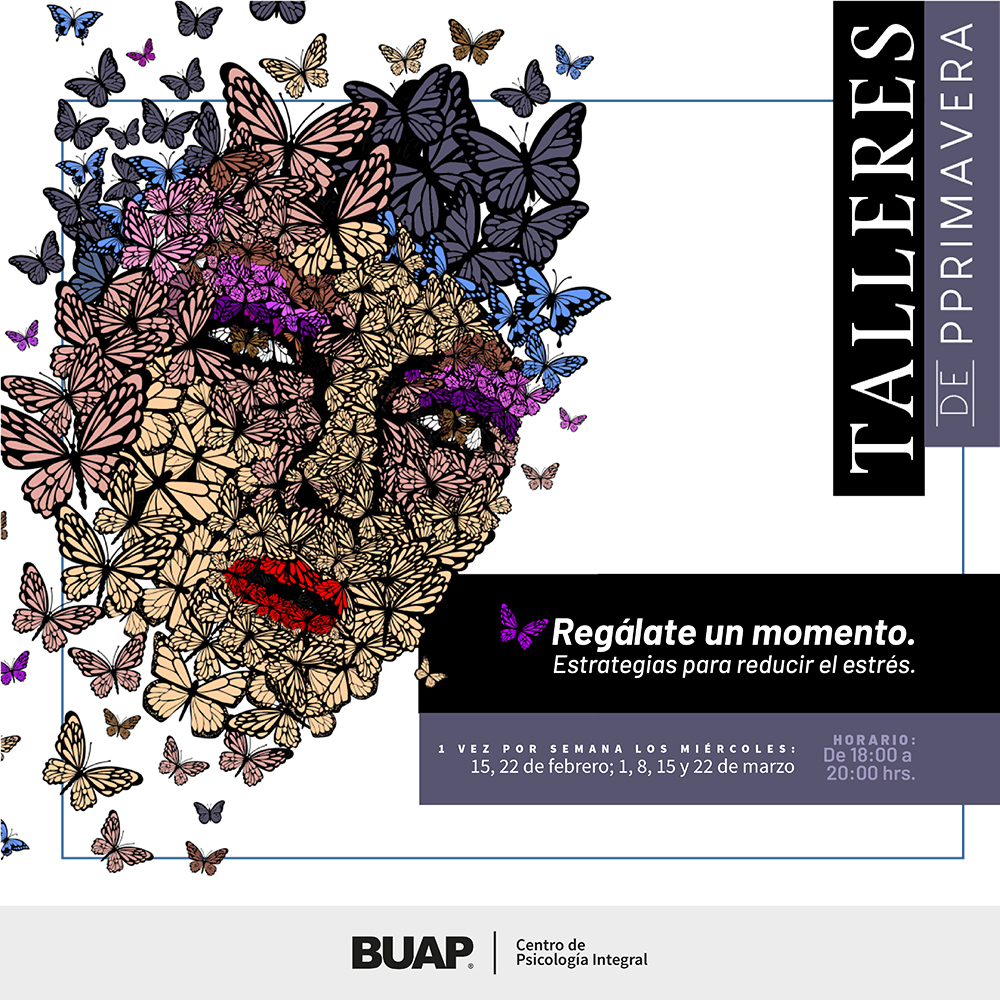 TALLERES
DE PPRIMAVERA
Regálate un momento.
Estrategias para reducir el estrés.
1 VEZ POR SEMANA LOS MIÉRCOLES:
15, 22 de febrero; 1, 8, 15 y 22 de marzo
HORARIO:
De 18:00 a
20:00 hrs.
BUAP®
Centro de
Psicología Integral